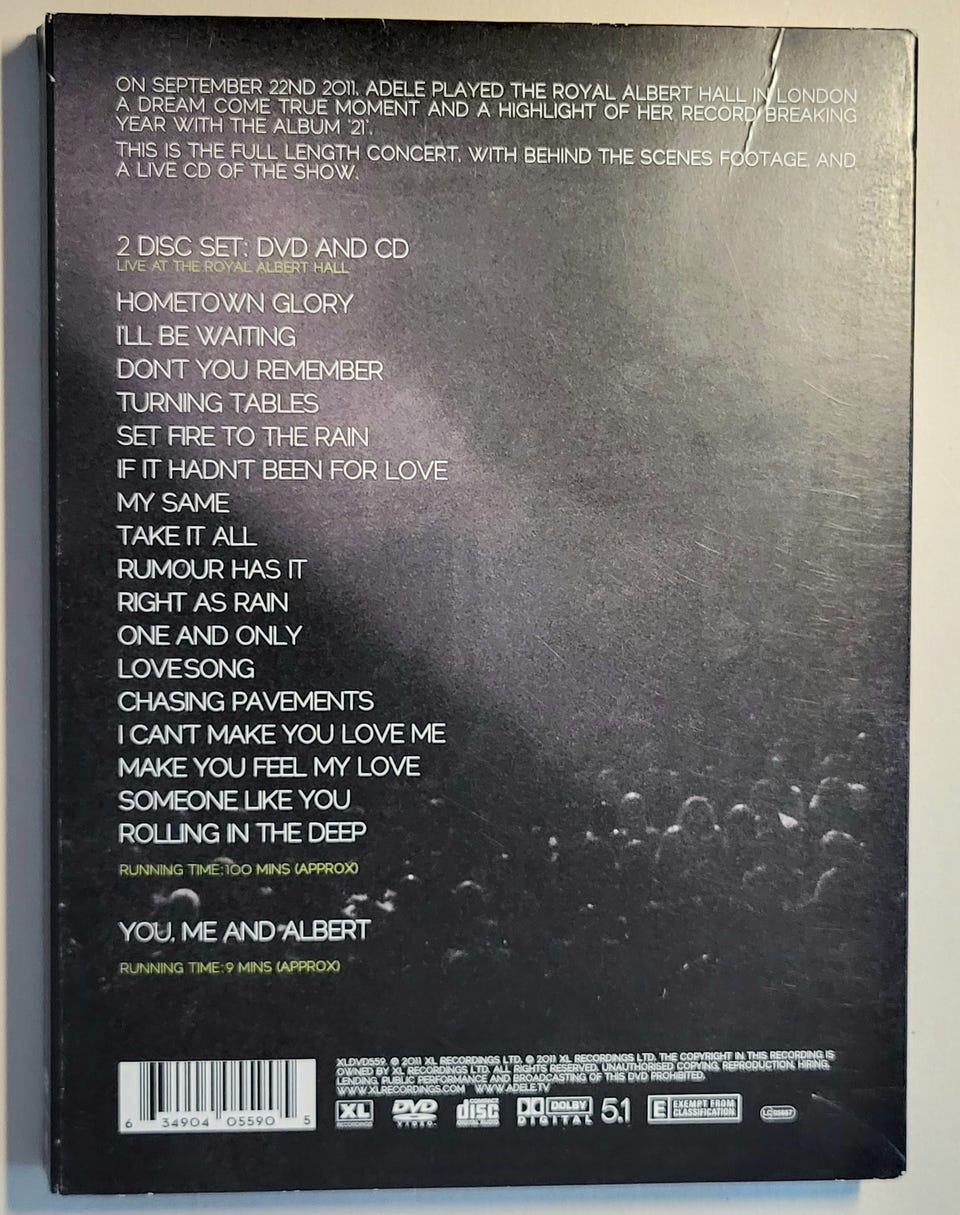 ON SEPTEMBER 22ND 2011, ADELE PLAYED THE ROYAL ALBERT HALL IN LONDON
A DREAM COME TRUE MOMENT AND A HIGHLIGHT OF HER RECORD BREAKING
YEAR WITH THE ALBUM '21'.
THIS IS THE FULL LENGTH CONCERT, WITH BEHIND THE SCENES FOOTAGE AND
A LIVE CD OF THE SHOW.
2 DISC SET: DVD AND CD
LIVE AT THE ROYAL ALBERT HALL
HOMETOWN GLORY
I'LL BE WAITING
DON'T YOU REMEMBER
TURNING TABLES
SET FIRE TO THE RAIN
IF IT HADN'T BEEN FOR LOVE
MY SAME
TAKE IT ALL
RUMOUR HAS IT
RIGHT AS RAIN
ONE AND ONLY
LOVESONG
CHASING PAVEMENTS
I CAN'T MAKE YOU LOVE ME
MAKE YOU FEEL MY LOVE
SOMEONE LIKE YOU
ROLLING IN THE DEEP
RUNNING TIME: 100 MINS (APPROX)
YOU, ME AND ALBERT
RUNNING TIME: 9 MINS (APPROX)
XLDVD559. ℗ 2011 XL RECORDINGS LTD. © 2011 XL RECORDINGS LTD. THE COPYRIGHT IN THIS RECORDING IS
OWNED BY XL RECORDINGS LTD. ALL RIGHTS RESERVED. UNAUTHORISED COPYING, REPRODUCTION, HIRING,
LENDING, PUBLIC PERFORMANCE AND BROADCASTING OF THIS DVD PROHIBITED.
WWW.XLRECORDINGS.COM WWW.ADELE.TV
XL RECORDINGS DVD VIDEO COMPACT disc DIGITAL AUDIO DOLBY DIGITAL 5.1 E EXEMPT FROM CLASSIFICATION
6 34904 05590 5